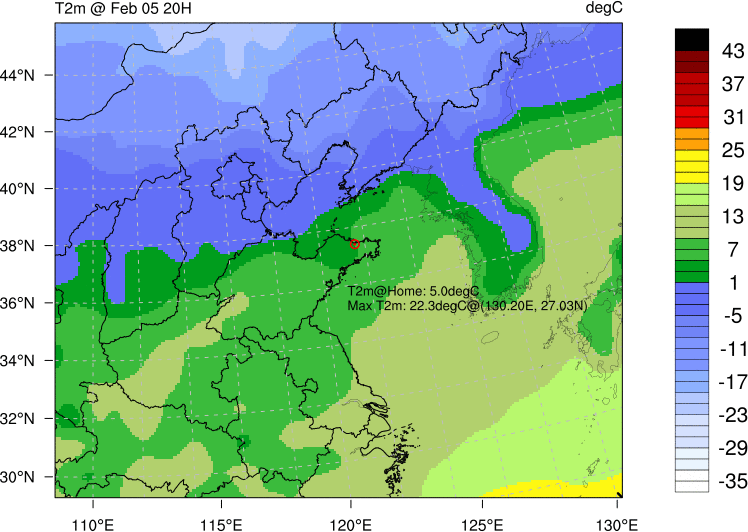 T2m @ Feb 05 20H
degC
44°N
42°N
40°N
38°N
36°N
34°N
32°N
30°N
T2m@Home: 5.0degC
Max T2m: 22.3degC@(130.20E, 27.03N)
110°E
115°E
120°E
125°E
130°E
43
37
31
25
19
13
7
1
-5
-11
-17
-23
-29
-35